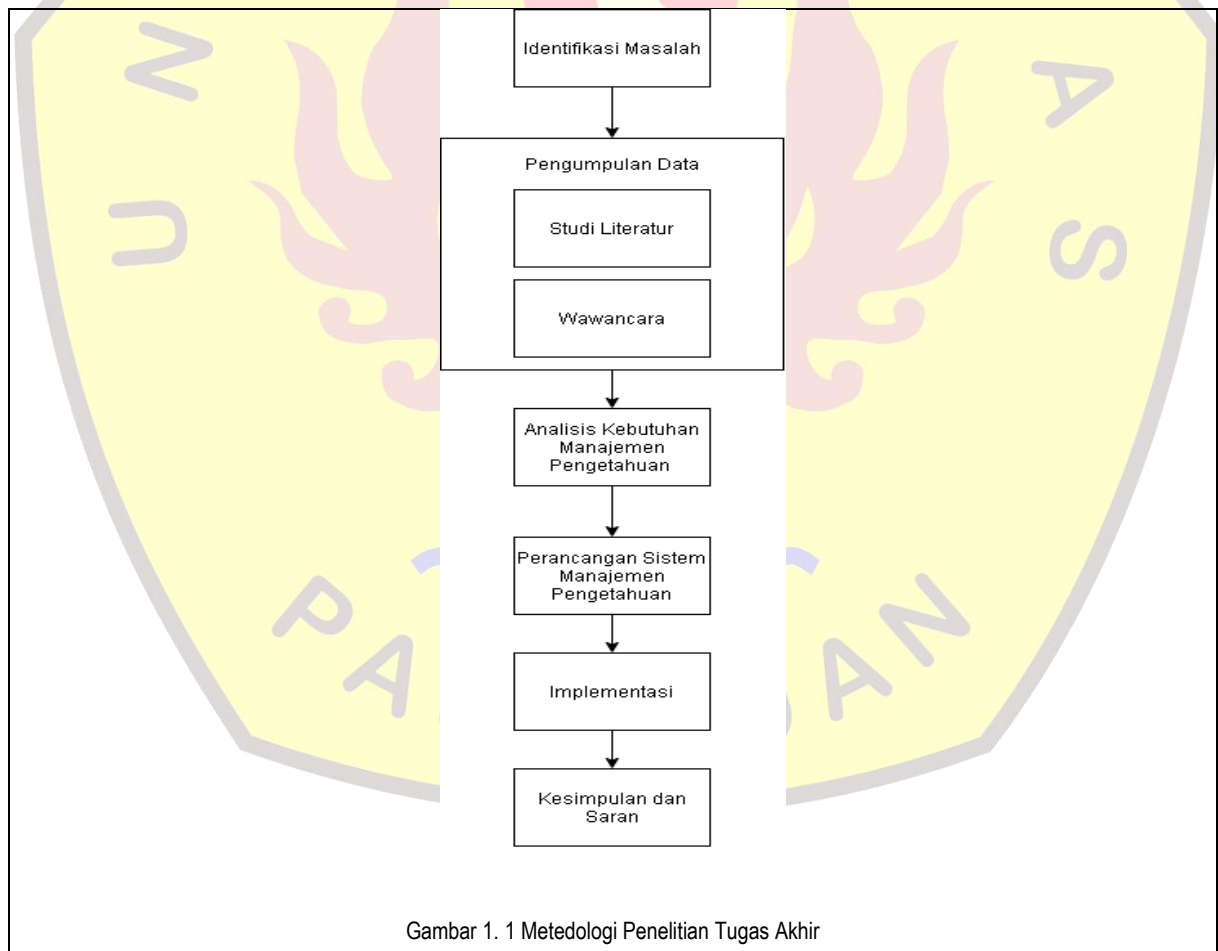 Identifikasi Masalah
Pengumpulan Data
Studi Literatur
Wawancara
Analisis Kebutuhan
Manajemen
Pengetahuan
Perancangan Sistem
Manajemen
Pengetahuan
Implementasi
Kesimpulan dan
Saran
Gambar 1. 1 Metedologi Penelitian Tugas Akhir